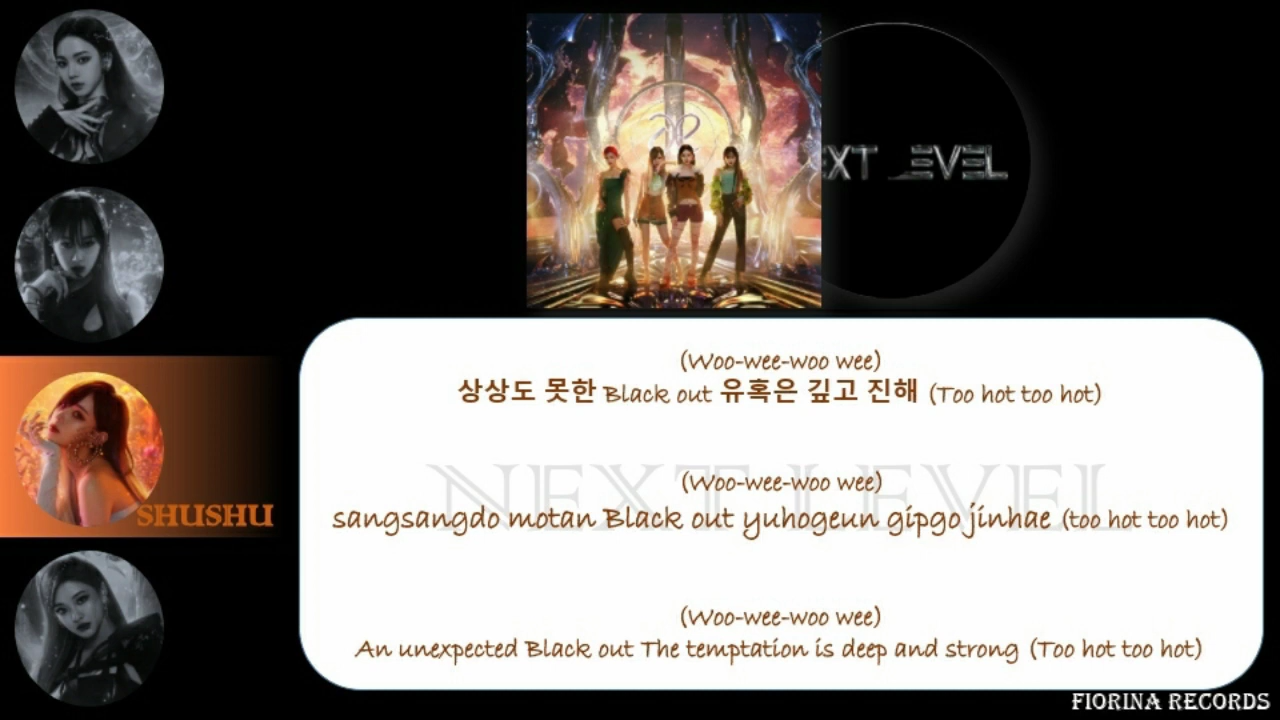 EXT LEVEL
(Woo-wee-woo wee)
상상도 못한 Black out 유혹은 깊고 진해 (Too hot too hot)
NEXT LEVEL
(Woo-wee-woo wee)
sangsangdo motan Black out yuhogeun gipgo jinhae (too hot too hot)
SHUSHU
(Woo-wee-woo wee)
An unexpected Black out The temptation is deep and strong (Too hot too hot)
FIORINA RECORDS